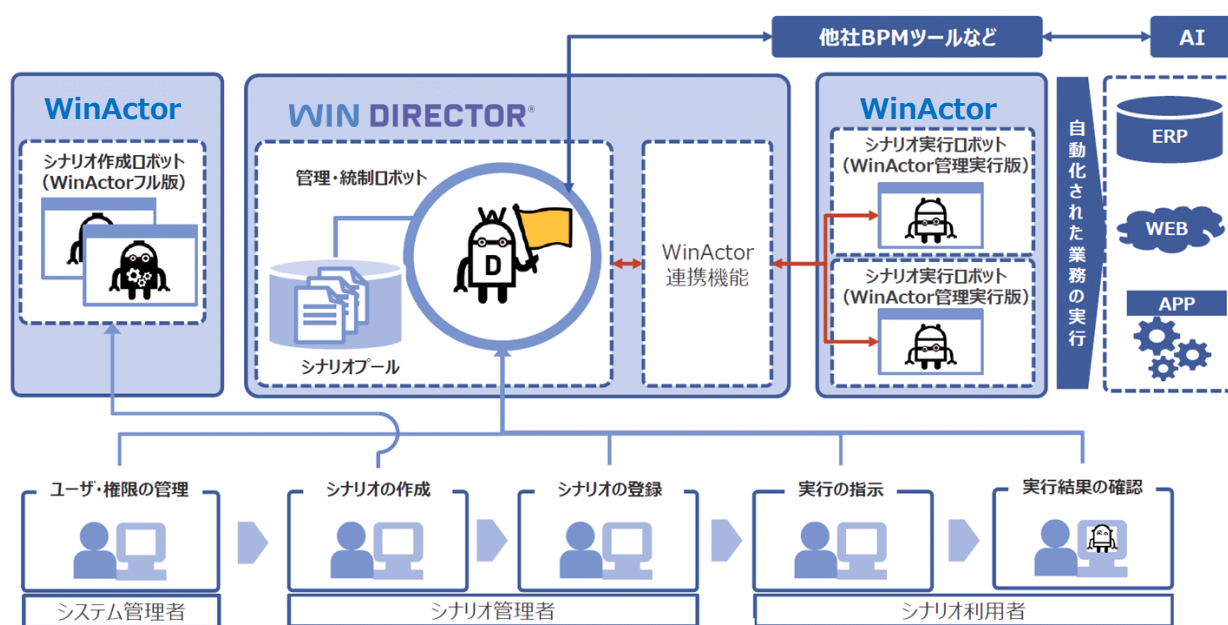 他社BPMツールなど
AI
WinActor
シナリオ作成ロボット
(WinActorフル版)
WIN DIRECTOR®
管理・統制ロボット
D
シナリオプール
WinActor
連携機能
WinActor
シナリオ実行ロボット
(WinActor管理実行版)
シナリオ実行ロボット
(WinActor管理実行版)
自動化された業務の実行
ERP
WEB
APP
ユーザ・権限の管理
シナリオの作成
シナリオの登録
実行の指示
実行結果の確認
システム管理者
シナリオ管理者
シナリオ利用者